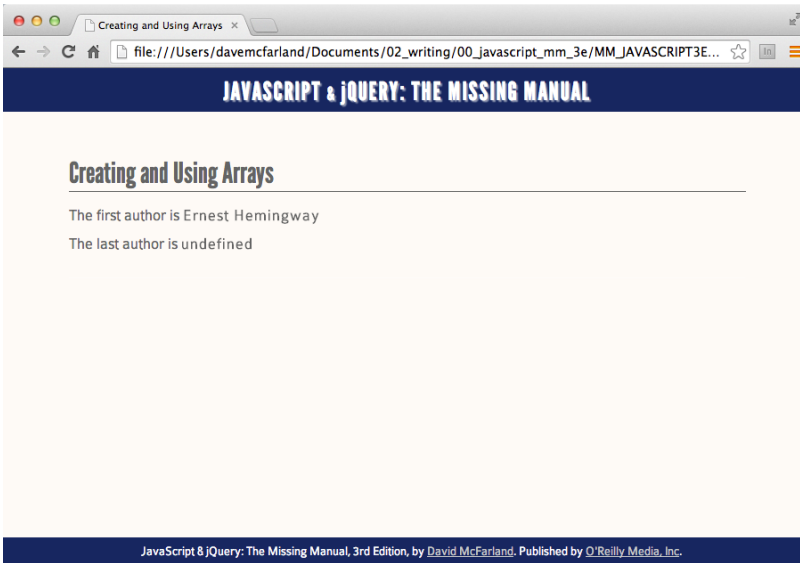 Creating and Using Arrays
file:///Users/davemcfarland/Documents/02_writing/00_javascript_mm_3e/MM_JAVASCRIPT3E...
JAVASCRIPT & jQUERY: THE MISSING MANUAL
Creating and Using Arrays
The first author is Ernest Hemingway
The last author is undefined
JavaScript & jQuery: The Missing Manual, 3rd Edition, by David McFarland. Published by O'Reilly Media, Inc.